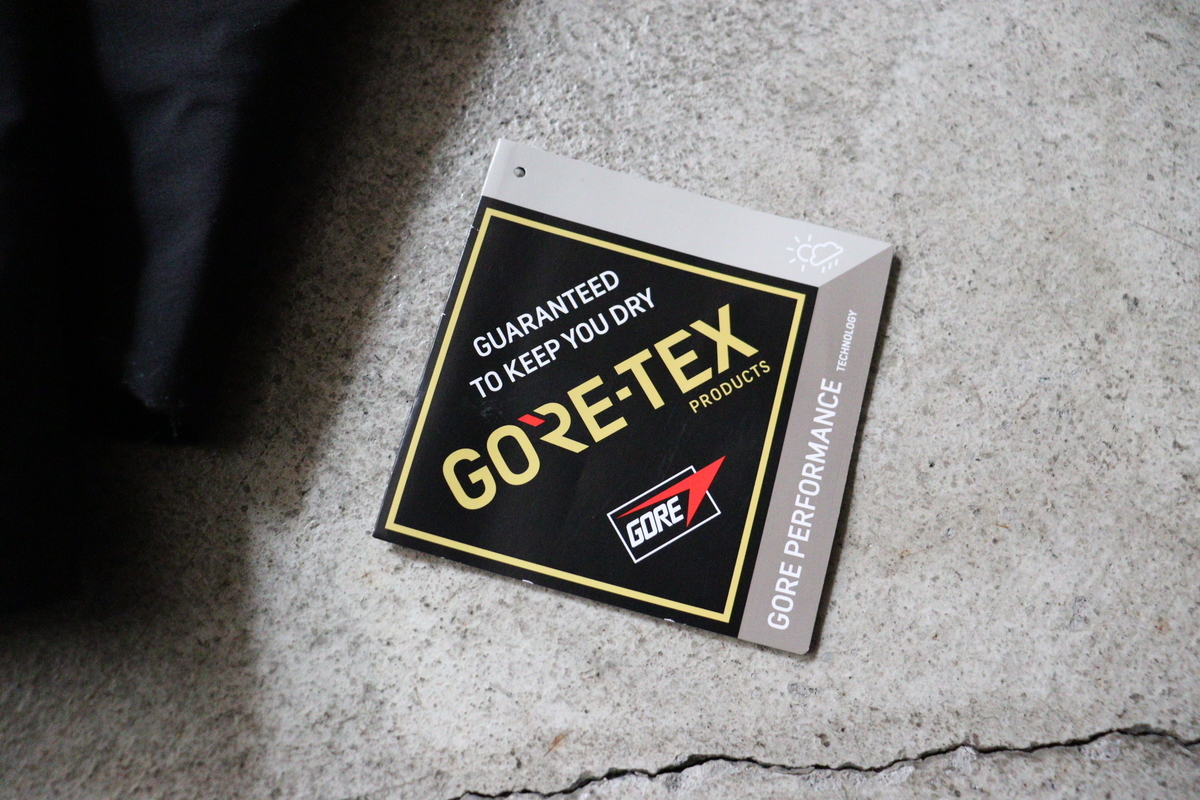 GUARANTEED
TO KEEP YOU DRY
GORE-TEX
PRODUCTS
GORE
GORE PERFORMANCE TECHNOLOGY